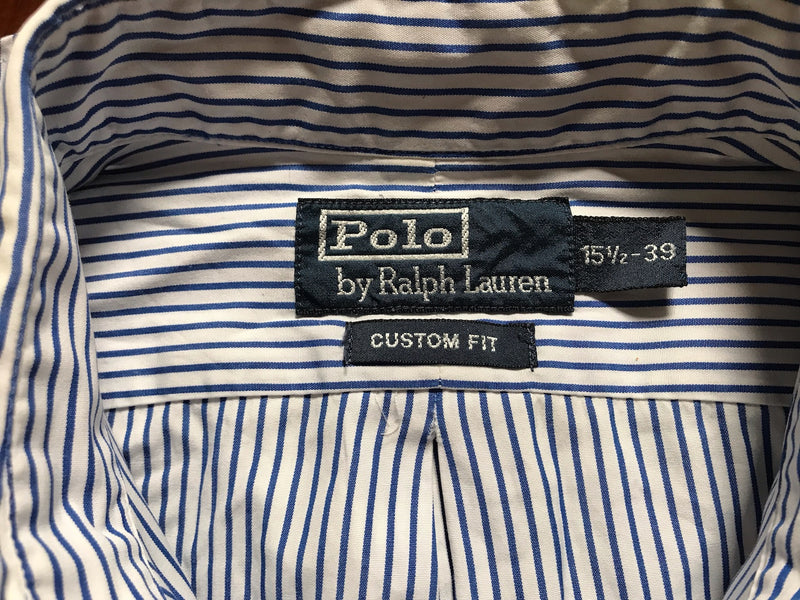 Polo
by Ralph Lauren
15½-39
CUSTOM FIT